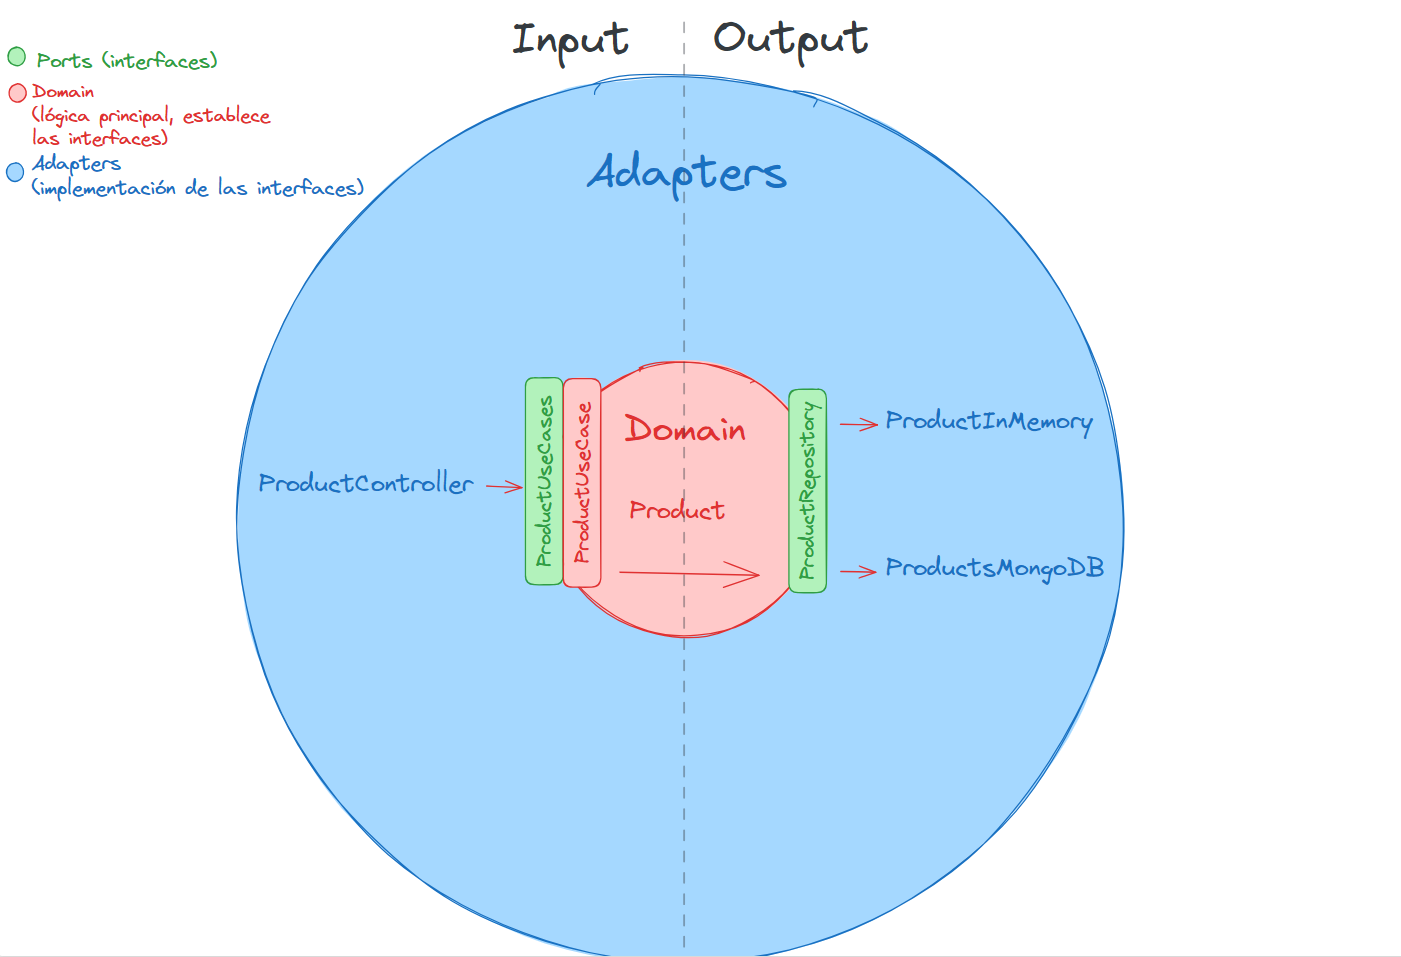 Input
Output
Ports (interfaces)
Domain
(lógica principal, establece
las interfaces)
Adapters
(implementación de las interfaces)
Adapters
ProductController
ProductUseCases
ProductUseCase
Domain
Product
ProductRepository
ProductInMemory
ProductsMongoDB